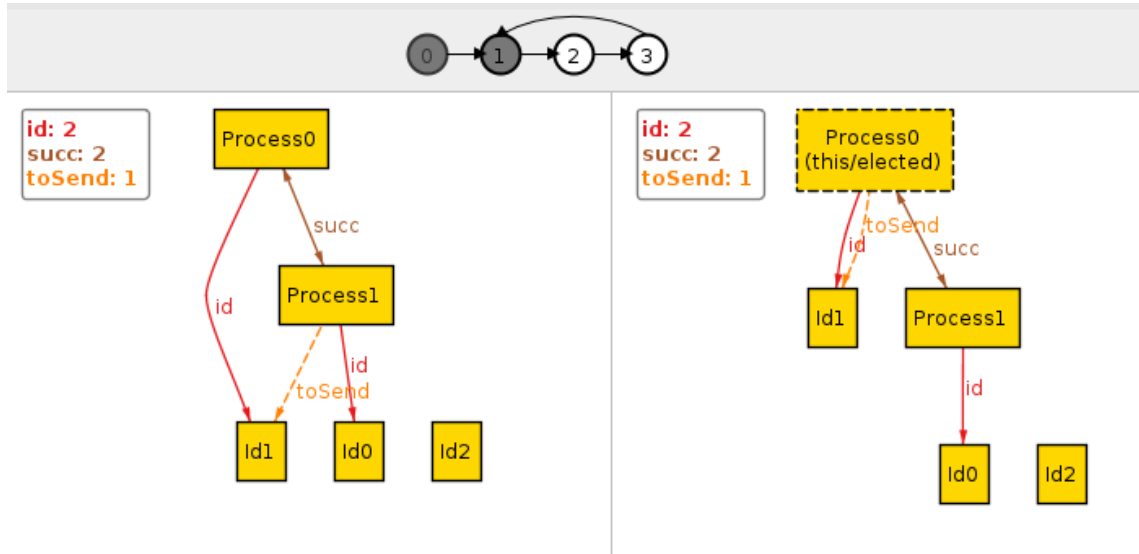 0 1 2 3
id: 2
succ: 2
toSend: 1
Process0
succ
Process1
id
id
toSend
Id1 Id0 Id2
id: 2
succ: 2
toSend: 1
Process0
(this/elected)
toSend
id
succ
Id1 Process1
id
Id0 Id2